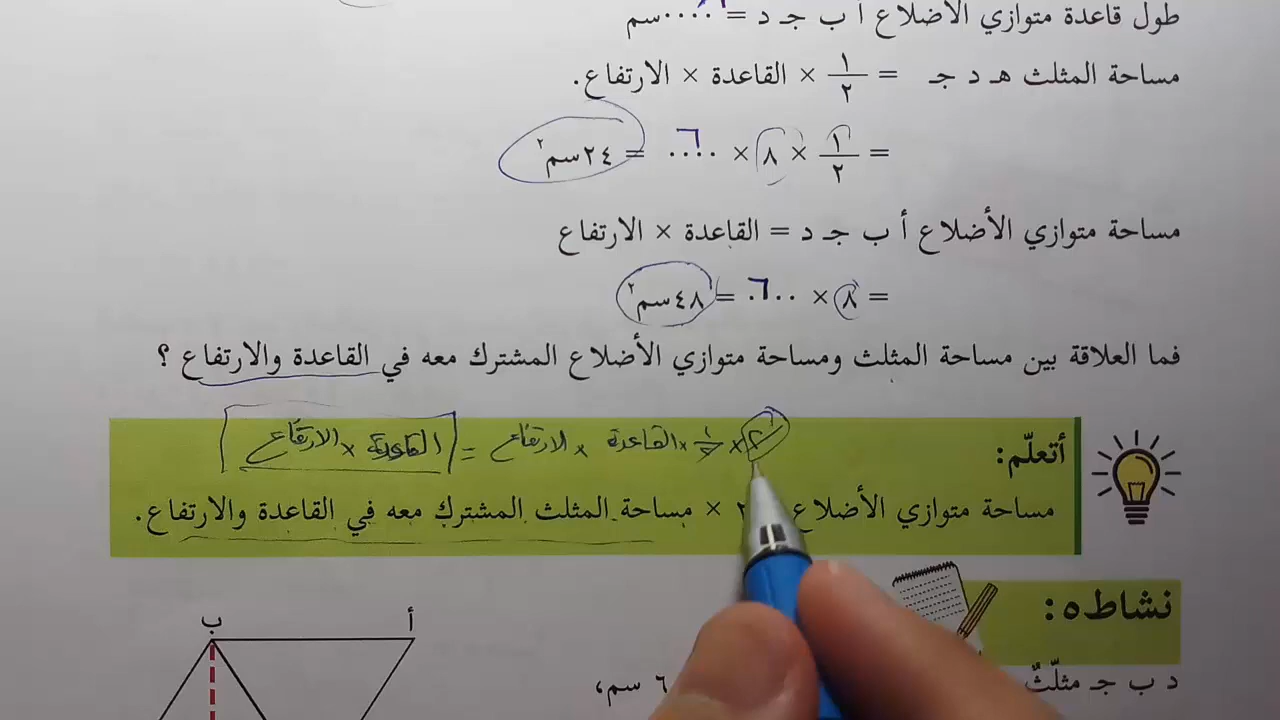 طول قاعدة متوازي الأضلاع أ ب جـ د = ٨ سم
مساحة المثلث هـ د جـ = ١/٢ × القاعدة × الارتفاع.
= ١/٢ × ٨ × ٦ = ٢٤سم٢
مساحة متوازي الأضلاع أ ب جـ د = القاعدة × الارتفاع
= ٨ × ٦ = ٤٨سم٢
فما العلاقة بين مساحة المثلث ومساحة متوازي الأضلاع المشترك معه في القاعدة والارتفاع ؟
٢ × ١/٢ × القاعدة × الارتفاع = القاعدة × الارتفاع
أتعلّم:
مساحة متوازي الأضلاع ٢ × مساحة المثلث المشترك معه في القاعدة والارتفاع.
نشاط٥:
أ ب
د ب جـ مثلّثٌ ٦ سم،